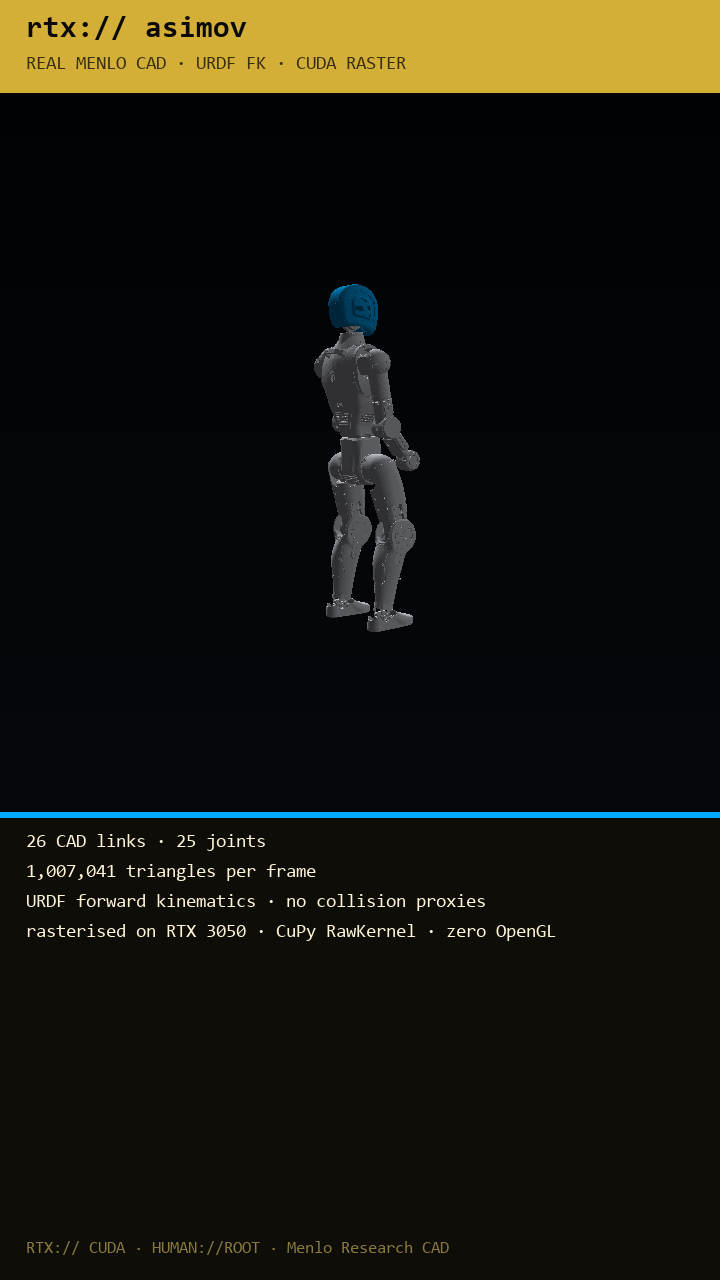 rtx:// asimov
REAL MENLO CAD · URDF FK · CUDA RASTER
26 CAD links · 25 joints
1,007,041 triangles per frame
URDF forward kinematics · no collision proxies
rasterised on RTX 3050 · CuPy RawKernel · zero OpenGL
RTX:// CUDA · HUMAN://ROOT · Menlo Research CAD